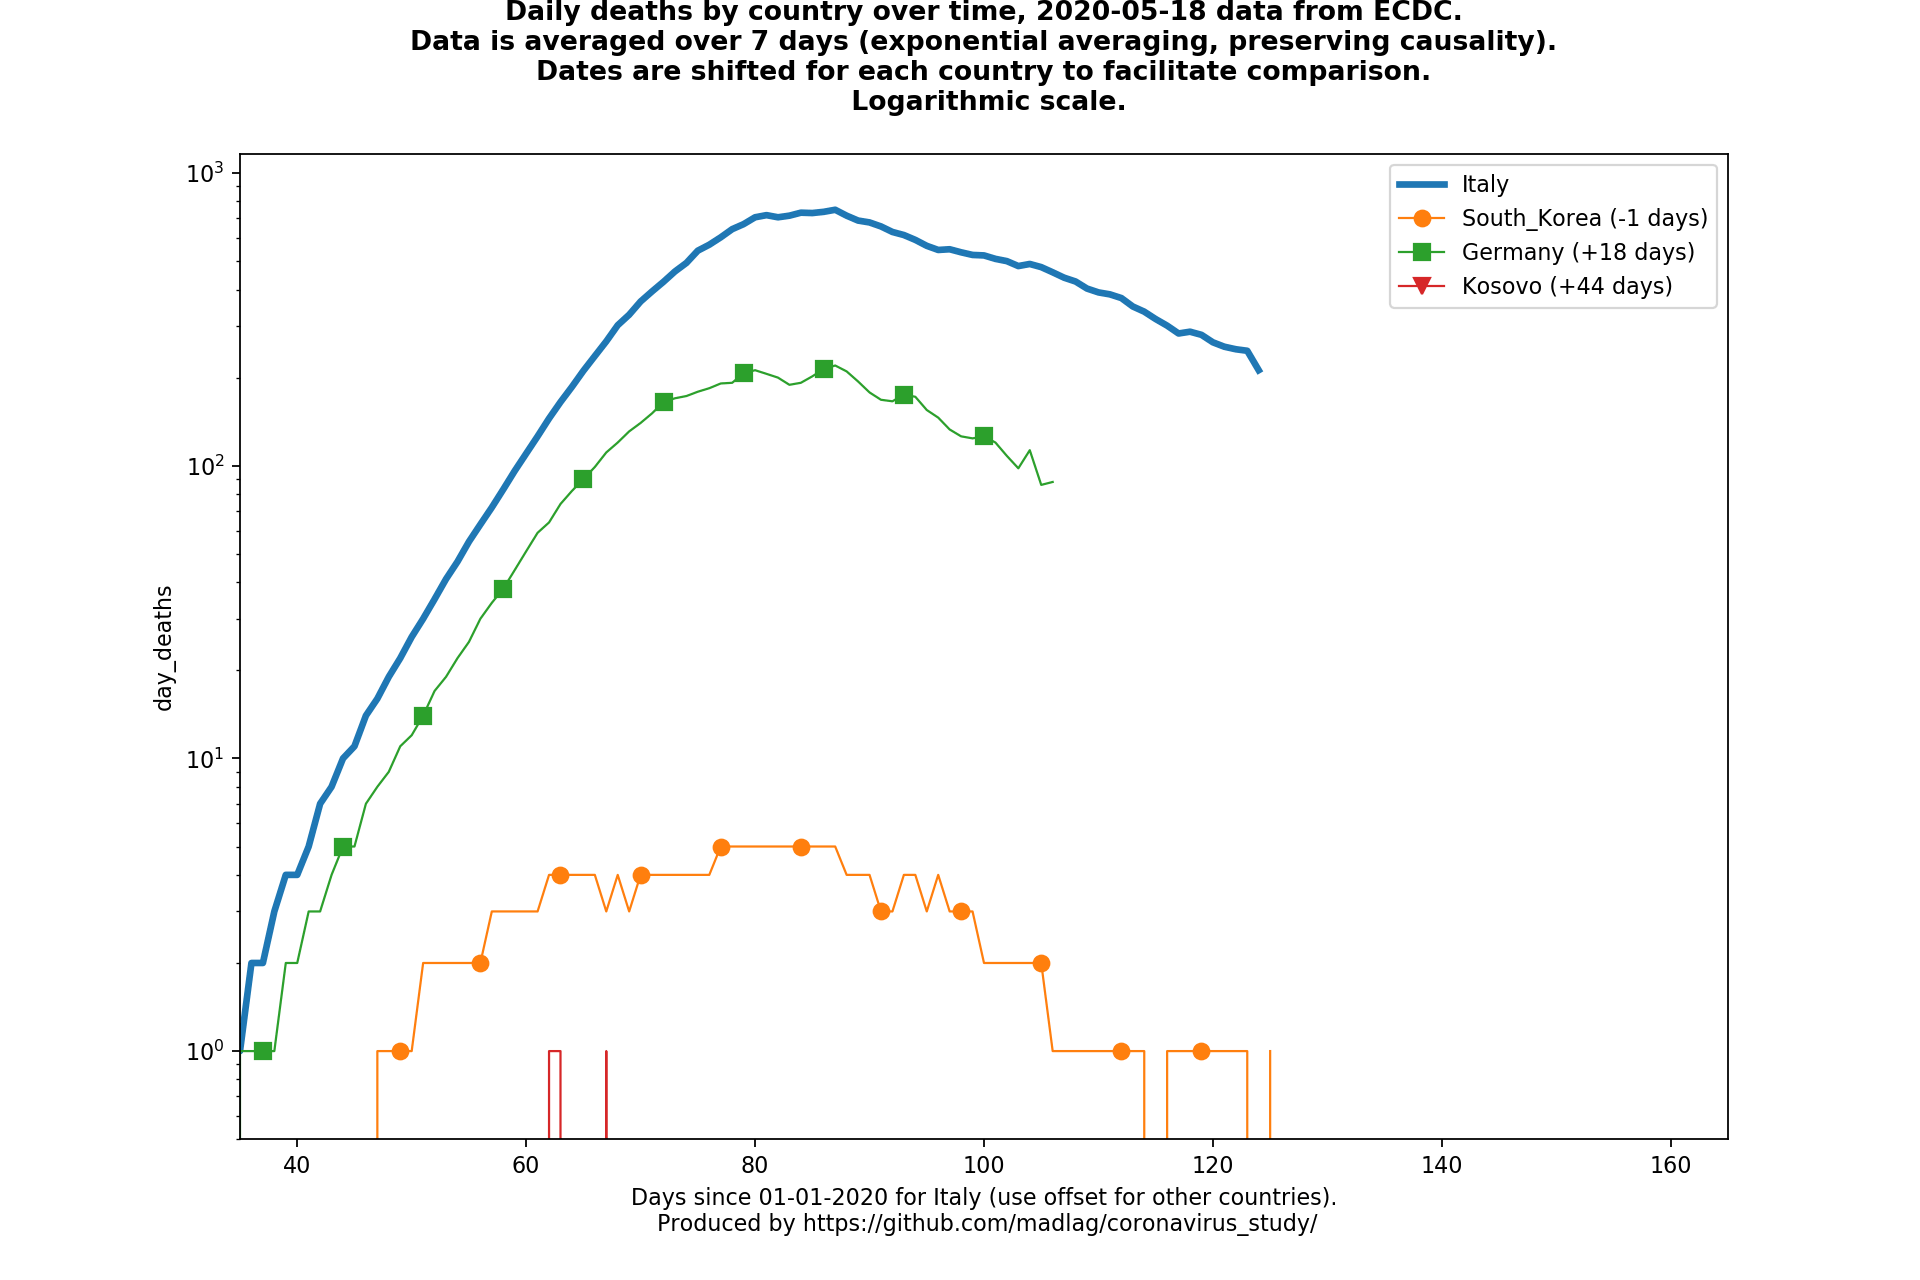 Daily deaths by country over time, 2020-05-18 data from ECDC.
Data is averaged over 7 days (exponential averaging, preserving causality).
Dates are shifted for each country to facilitate comparison.
Logarithmic scale.
10³
10²
10¹
10⁰
day_deaths
Italy
South_Korea (-1 days)
Germany (+18 days)
Kosovo (+44 days)
40 60 80 100 120 140 160
Days since 01-01-2020 for Italy (use offset for other countries).
Produced by https://github.com/madlag/coronavirus_study/